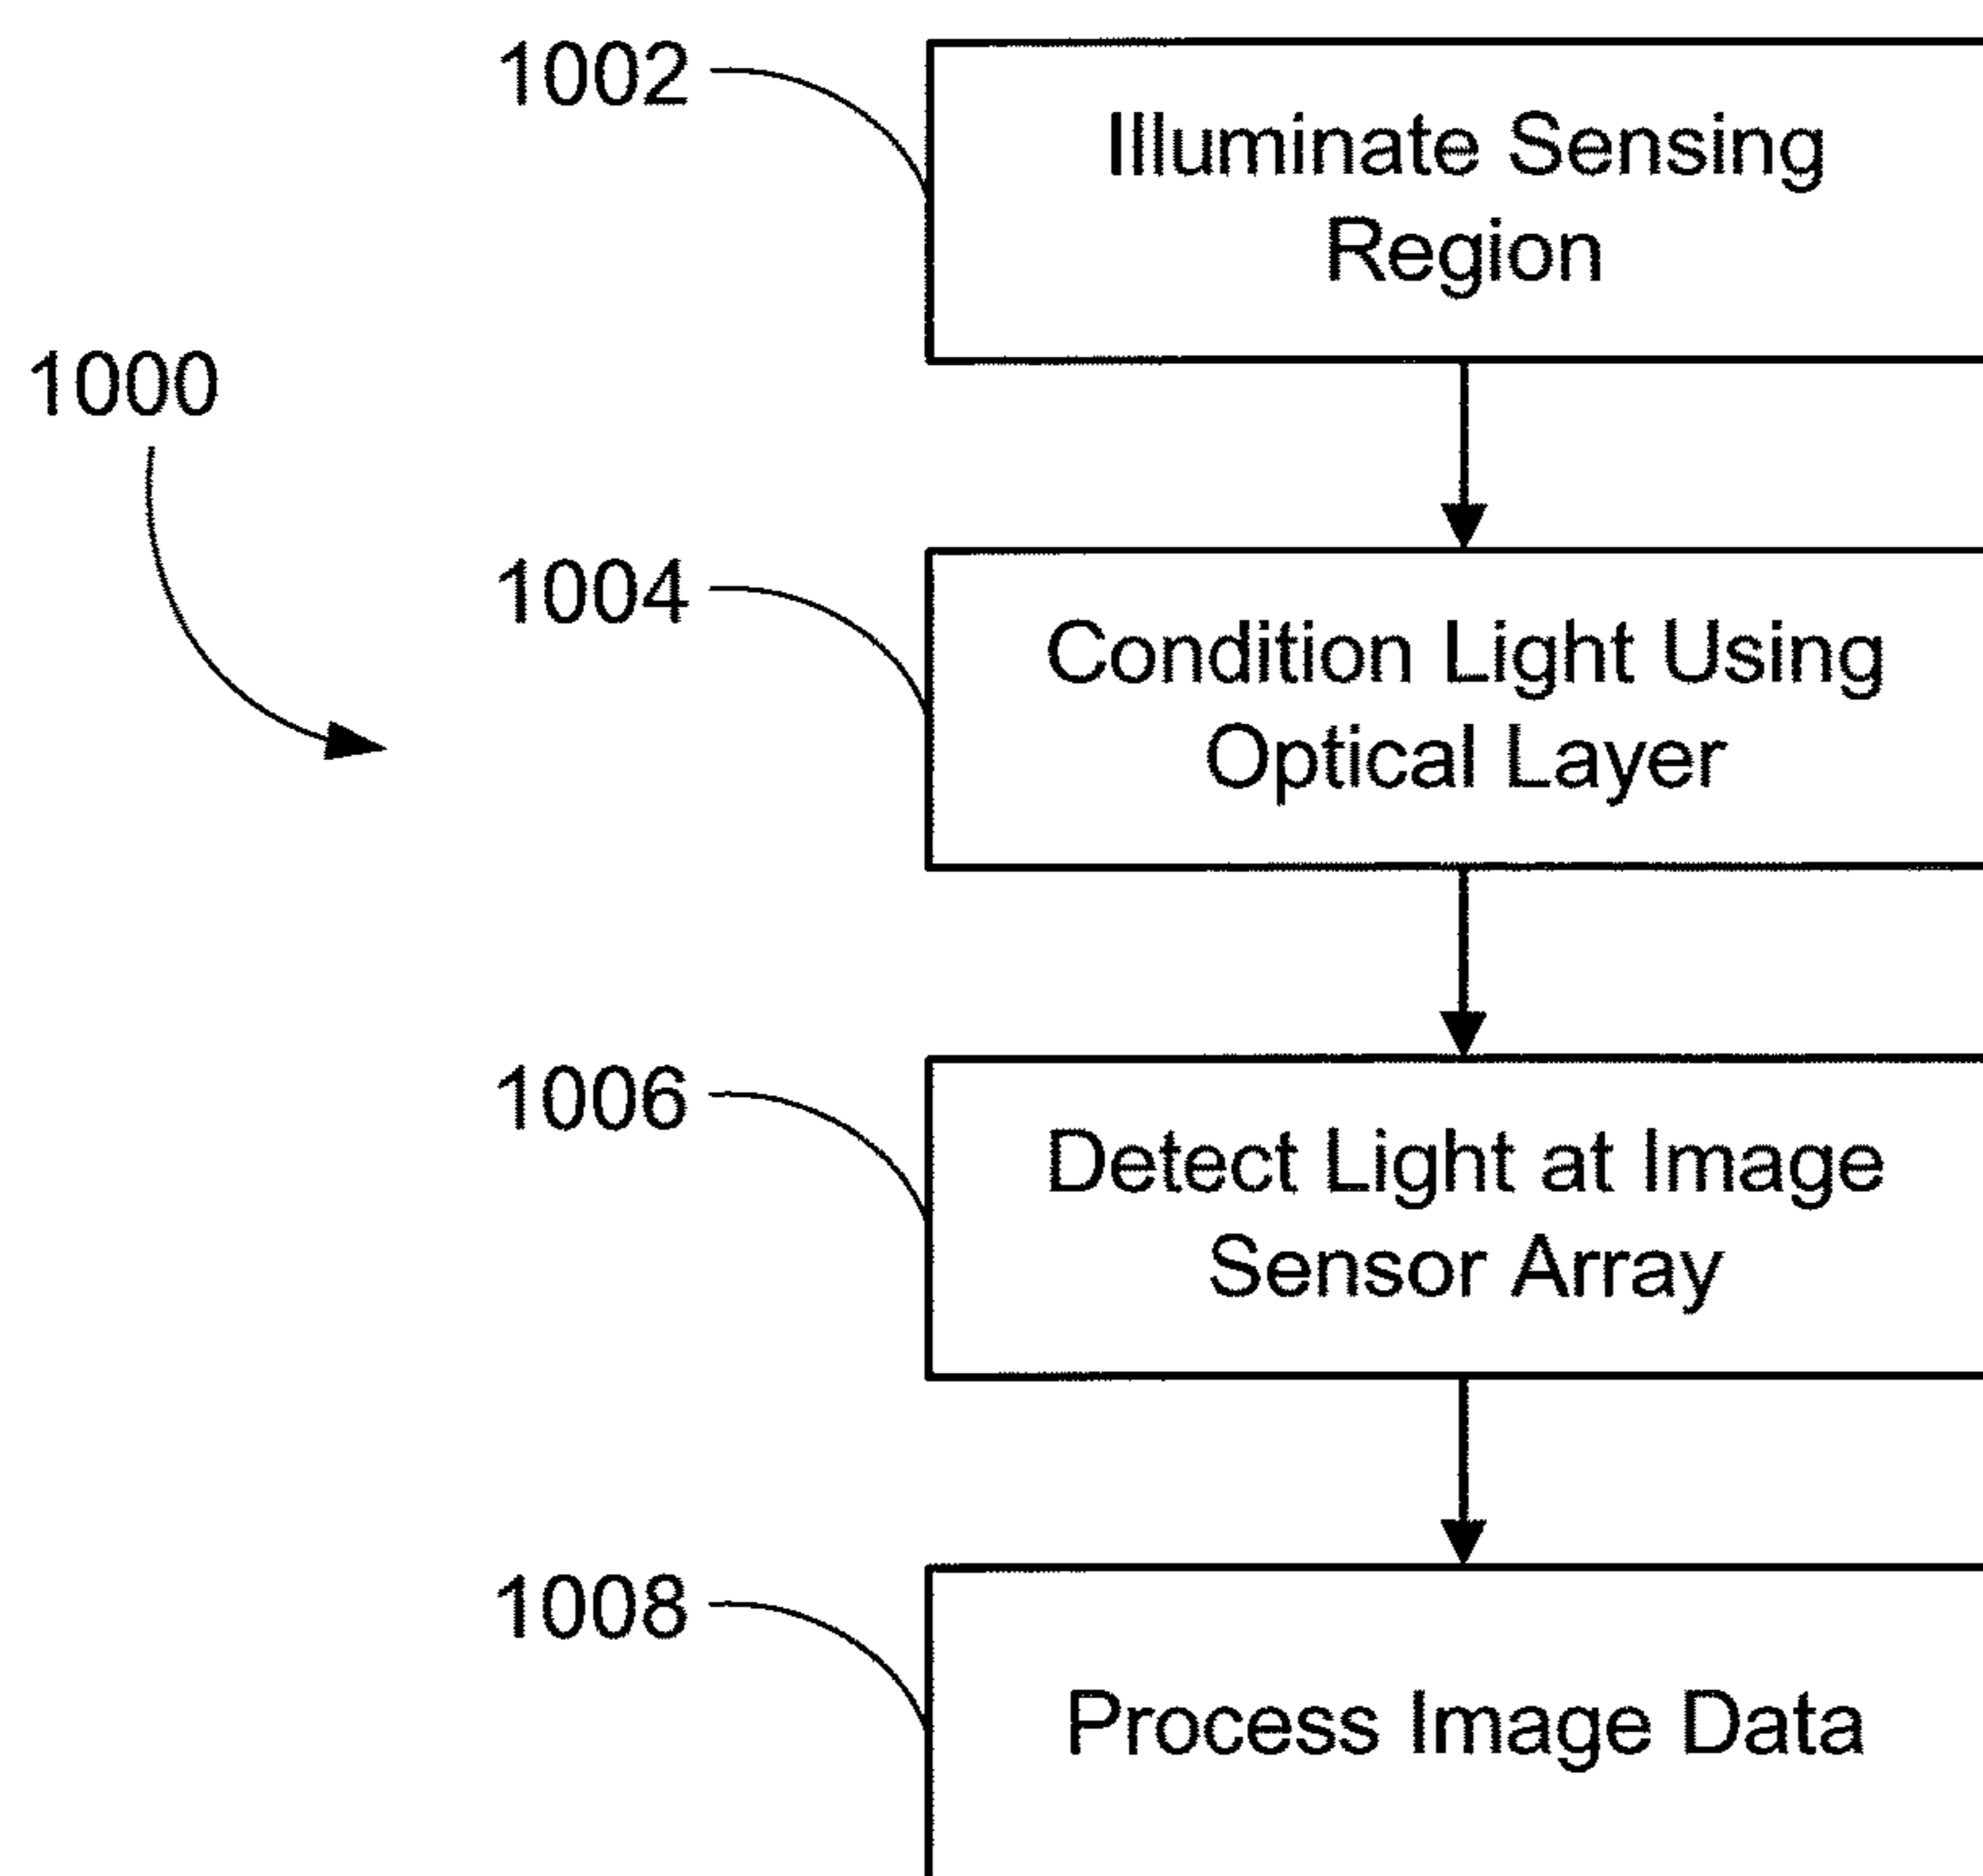 1002
Illuminate Sensing
Region
1000
1004
Condition Light Using
Optical Layer
1006
Detect Light at Image
Sensor Array
1008
Process Image Data